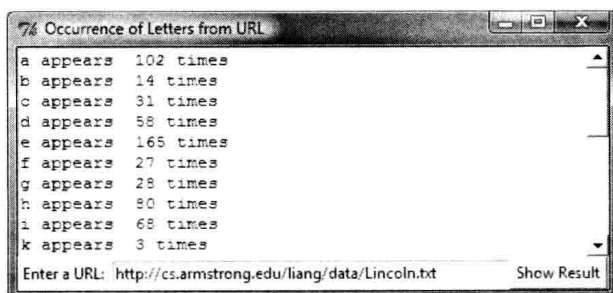 Occurrence of Letters from URL
a appears 102 times
b appears 14 times
c appears 31 times
d appears 58 times
e appears 165 times
f appears 27 times
g appears 28 times
h appears 80 times
i appears 68 times
k appears 3 times
Enter a URL: http://cs.armstrong.edu/liang/data/Lincoln.txt Show Result